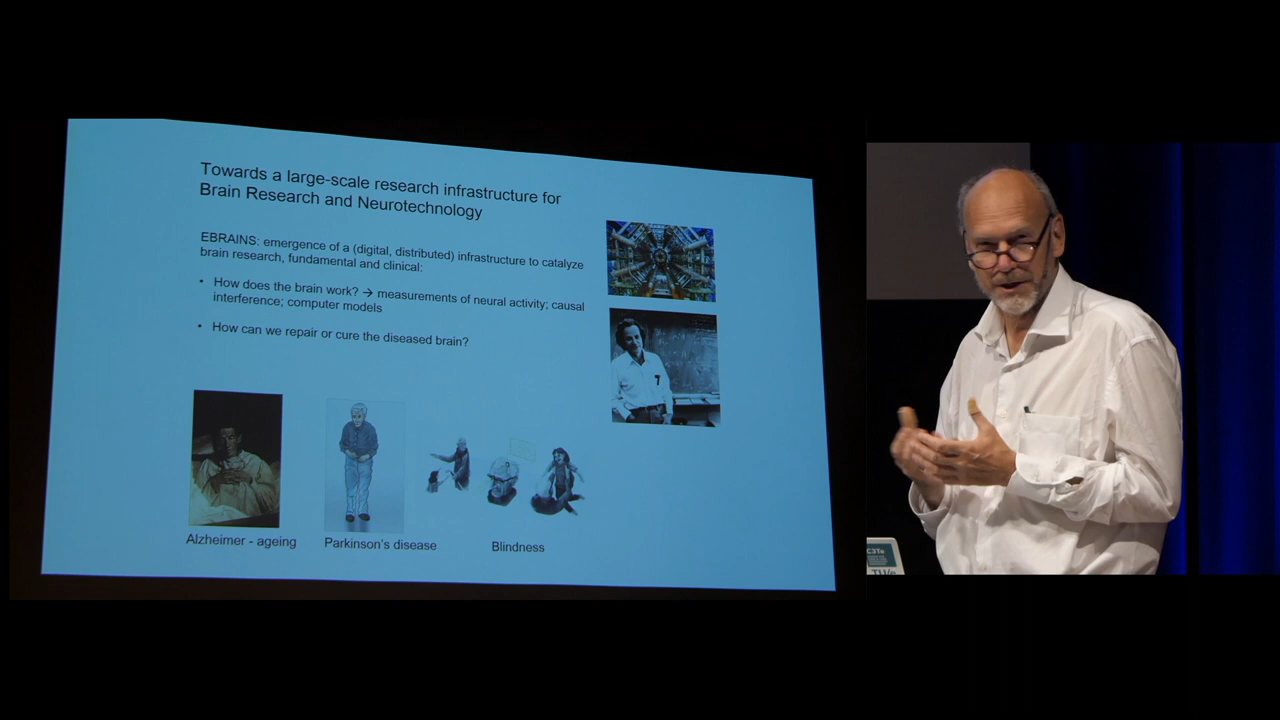 Towards a large-scale research infrastructure for
Brain Research and Neurotechnology
EBRAINS: emergence of a (digital, distributed) infrastructure to catalyze
brain research, fundamental and clinical:
• How does the brain work? → measurements of neural activity; causal
interference; computer models
• How can we repair or cure the diseased brain?
Alzheimer - ageing
Parkinson's disease
Blindness